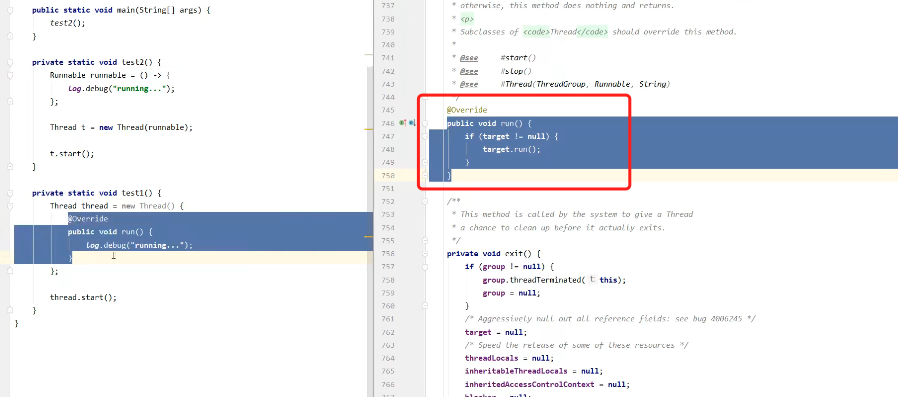 public static void main(String[] args) {
test2();
}
private static void test2() {
Runnable runnable = () -> {
Log.debug("running...");
};
Thread t = new Thread(runnable);
t.start();
}
private static void test1() {
Thread thread = new Thread() {
@Override
public void run() {
Log.debug("running...");
}
};
thread.start();
}
}
737 * otherwise, this method does nothing and returns.
738 * <p>
739 * Subclasses of <code>Thread</code> should override this method.
740 *
741 * @see #start()
742 * @see #stop()
743 * @see #Thread(ThreadGroup, Runnable, String)
744 */
745 @Override
746 public void run() {
747 if (target != null) {
748 target.run();
749 }
750 }
751
752 /**
753 * This method is called by the system to give a Thread
754 * a chance to clean up before it actually exits.
755 */
756 private void exit() {
757 if (group != null) {
758 group.threadTerminated( t: this);
759 group = null;
760 }
761 /* Aggressively null out all reference fields: see bug 4006245 */
762 target = null;
763 /* Speed the release of some of these resources */
764 threadLocals = null;
765 inheritableThreadLocals = null;
766 inheritedAccessControlContext = null;
767 blocker = null;